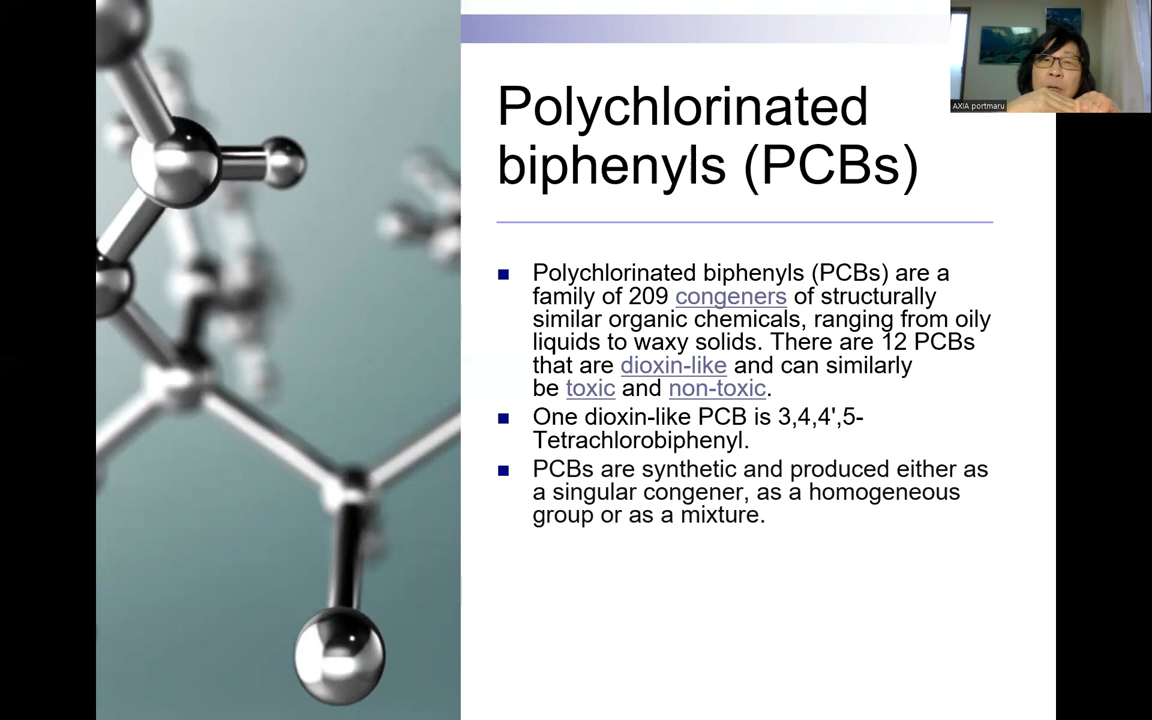 Polychlorinated
biphenyls (PCBs)
AXIA portmaru
■ Polychlorinated biphenyls (PCBs) are a
family of 209 congeners of structurally
similar organic chemicals, ranging from oily
liquids to waxy solids. There are 12 PCBs
that are dioxin-like and can similarly
be toxic and non-toxic.
■ One dioxin-like PCB is 3,4,4',5-
Tetrachlorobiphenyl.
■ PCBs are synthetic and produced either as
a singular congener, as a homogeneous
group or as a mixture.